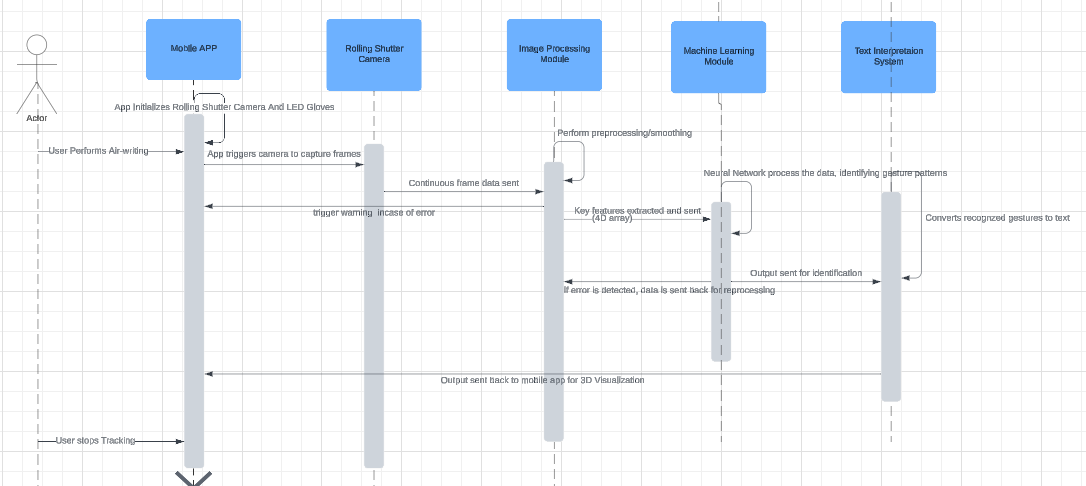 Mobile APP
Rolling Shutter
Camera
Image Processing
Module
Machine Learning
Module
Text Interpretaion
System
Actor
App Initializes Rolling Shutter Camera And LED Gloves
User Performs Air-writing
App triggers camera to capture frames
Perform preprocessing/smoothing
Continuous frame data sent
Neural Network process the data, identifying gesture patterns
trigger warning incase of error
Key features extracted and sent
(4D array)
Converts recognzed gestures to text
Output sent for identification
If error is detected, data is sent back for reprocessing
Output sent back to mobile app for 3D Visualization
User stops Tracking